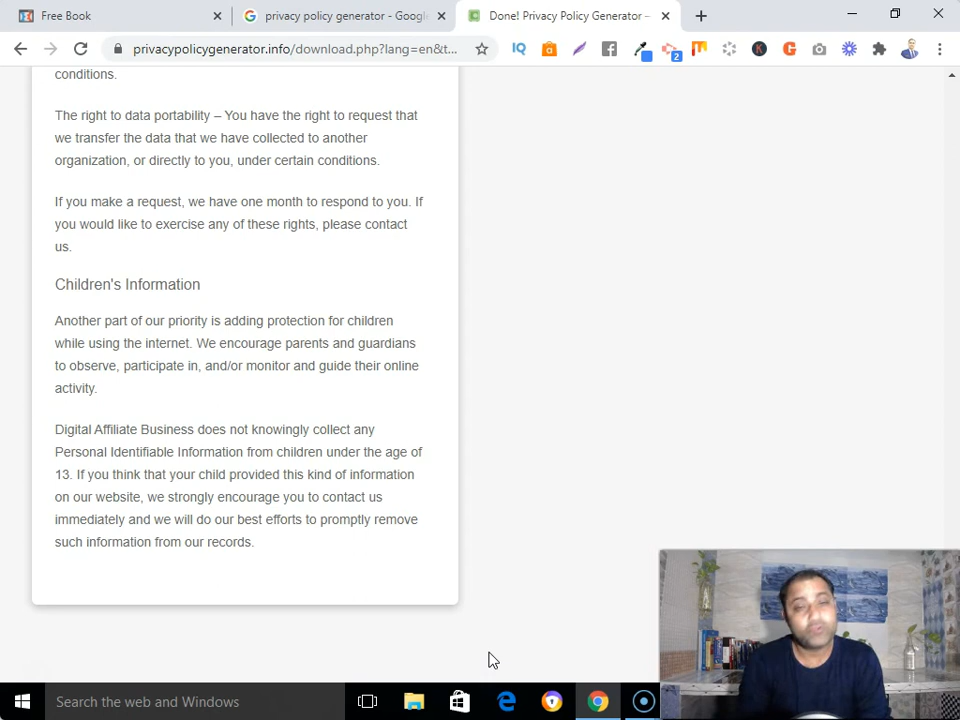 Free Book
privacy policy generator - Google
Done! Privacy Policy Generator –
privacypolicygenerator.info/download.php?lang=en&t...
conditions.
The right to data portability – You have the right to request that
we transfer the data that we have collected to another
organization, or directly to you, under certain conditions.
If you make a request, we have one month to respond to you. If
you would like to exercise any of these rights, please contact
us.
Children's Information
Another part of our priority is adding protection for children
while using the internet. We encourage parents and guardians
to observe, participate in, and/or monitor and guide their online
activity.
Digital Affiliate Business does not knowingly collect any
Personal Identifiable Information from children under the age of
13. If you think that your child provided this kind of information
on our website, we strongly encourage you to contact us
immediately and we will do our best efforts to promptly remove
such information from our records.
Search the web and Windows